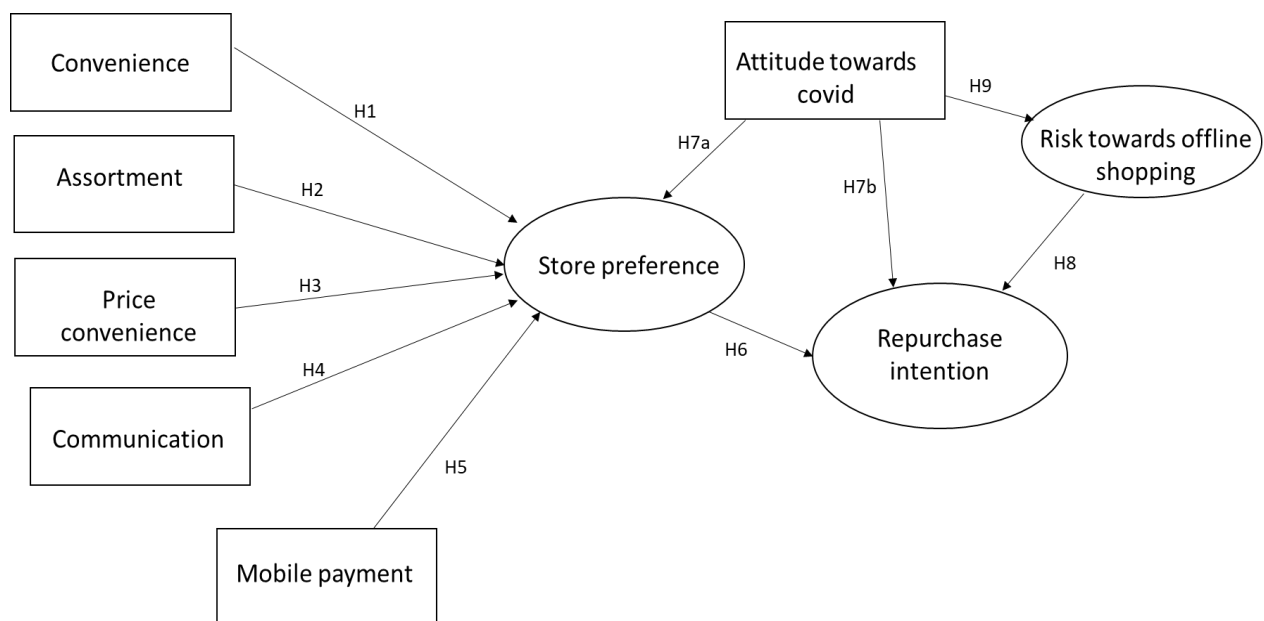 Convenience
H1
Assortment
H2
Price
convenience
H3
Communication
H4
Mobile payment
H5
Store preference
H6
Attitude towards
covid
H7a
H7b
H9
Risk towards offline
shopping
H8
Repurchase
intention